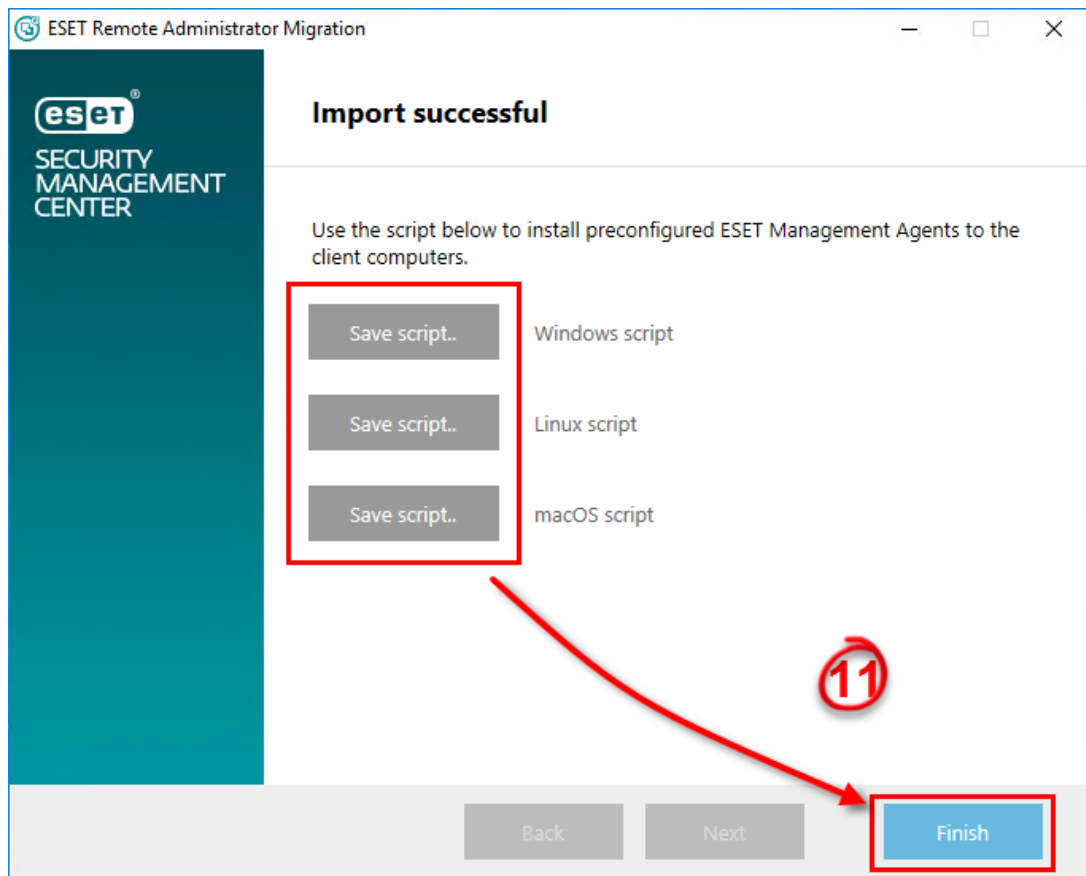 ESET Remote Administrator Migration
eset®
SECURITY
MANAGEMENT
CENTER
Import successful
Use the script below to install preconfigured ESET Management Agents to the
client computers.
Save script.. Windows script
Save script.. Linux script
Save script.. macOS script
11
Back Next Finish